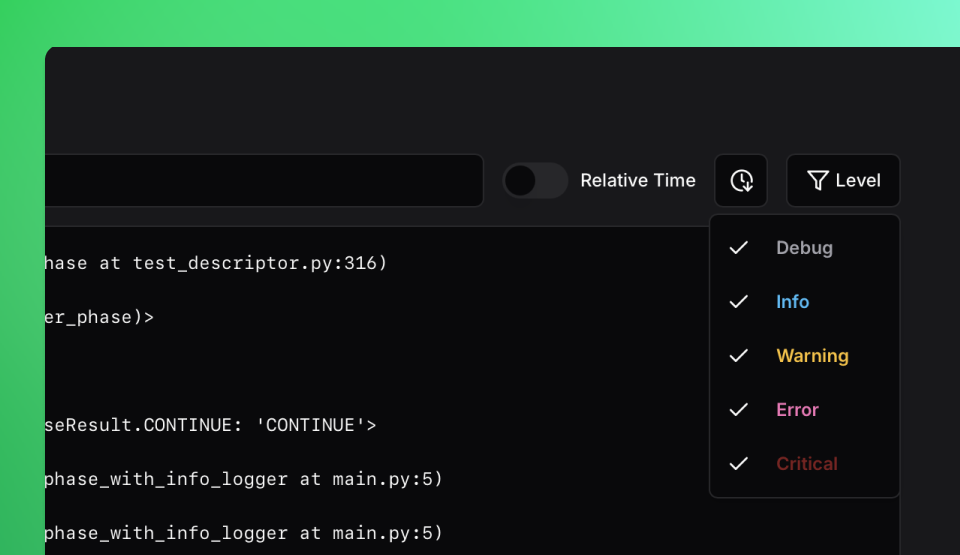 Relative Time
Level
Debug
Info
Warning
Error
Critical
hase at test_descriptor.py:316)
er_phase)>
seResult.CONTINUE: 'CONTINUE'>
phase_with_info_logger at main.py:5)
phase_with_info_logger at main.py:5)